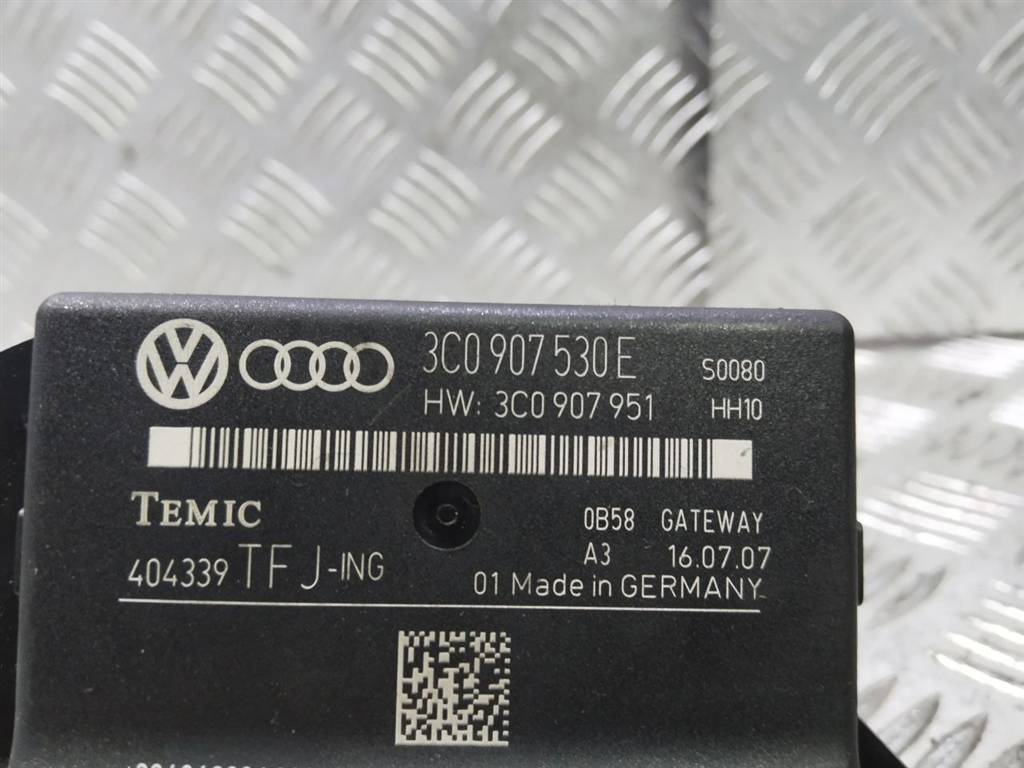 3C0 907 530 E S0080
HW: 3C0 907 951 HH10
TEMIC 0B58 GATEWAY
404339 TFJ-ING A3 16.07.07
01 Made in GERMANY